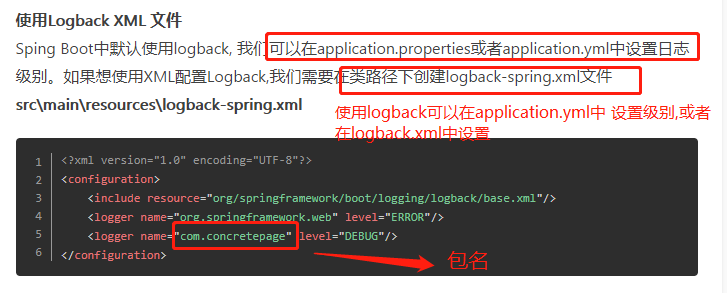 使用Logback XML 文件
Sping Boot中默认使用logback, 我们可以在application.properties或者application.yml中设置日志
级别。如果想使用XML配置Logback,我们需要在类路径下创建logback-spring.xml文件
src\main\resources\logback-spring.xml
使用logback可以在application.yml中 设置级别,或者
在logback.xml中设置
1 <?xml version="1.0" encoding="UTF-8"?>
2 <configuration>
3 <include resource="org/springframework/boot/logging/logback/base.xml"/>
4 <logger name="org.springframework.web" level="ERROR"/>
5 <logger name="com.concretepage" level="DEBUG"/>
6 </configuration>
包名